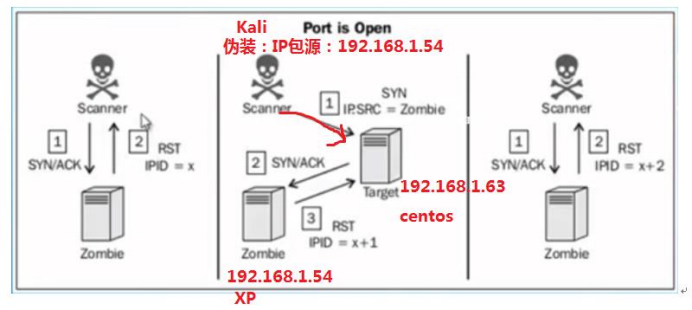 Kali
Port is Open
伪装：IP包源：192.168.1.54
Scanner
1
SYN/ACK
2
RST
IPID = x
Zombie
Scanner
1
SYN
IP.SRC = Zombie
2
SYN/ACK
Target
192.168.1.63
centos
3
RST
IPID = x+1
Zombie
192.168.1.54
XP
Scanner
1
SYN/ACK
2
RST
IPID = x+2
Zombie